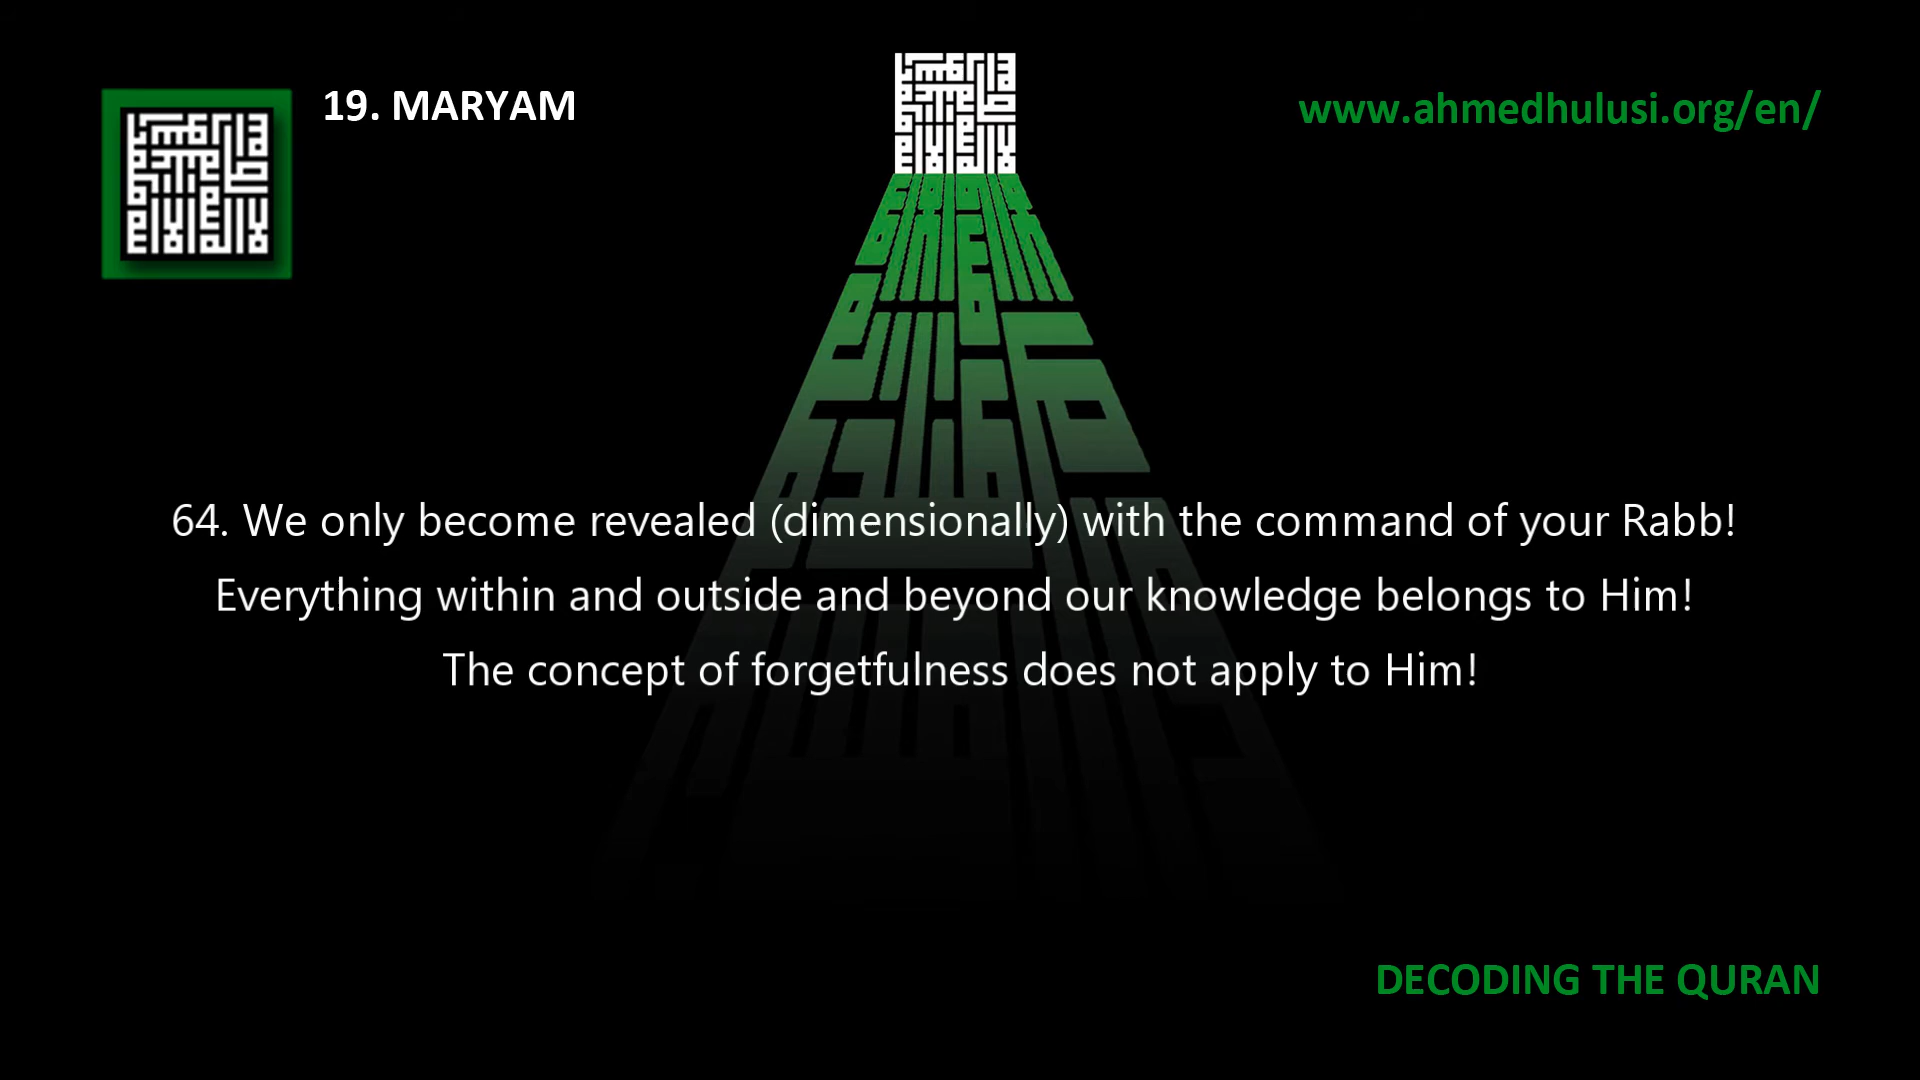 19. MARYAM
www.ahmedhulusi.org/en/
64. We only become revealed (dimensionally) with the command of your Rabb!
Everything within and outside and beyond our knowledge belongs to Him!
The concept of forgetfulness does not apply to Him!
DECODING THE QURAN